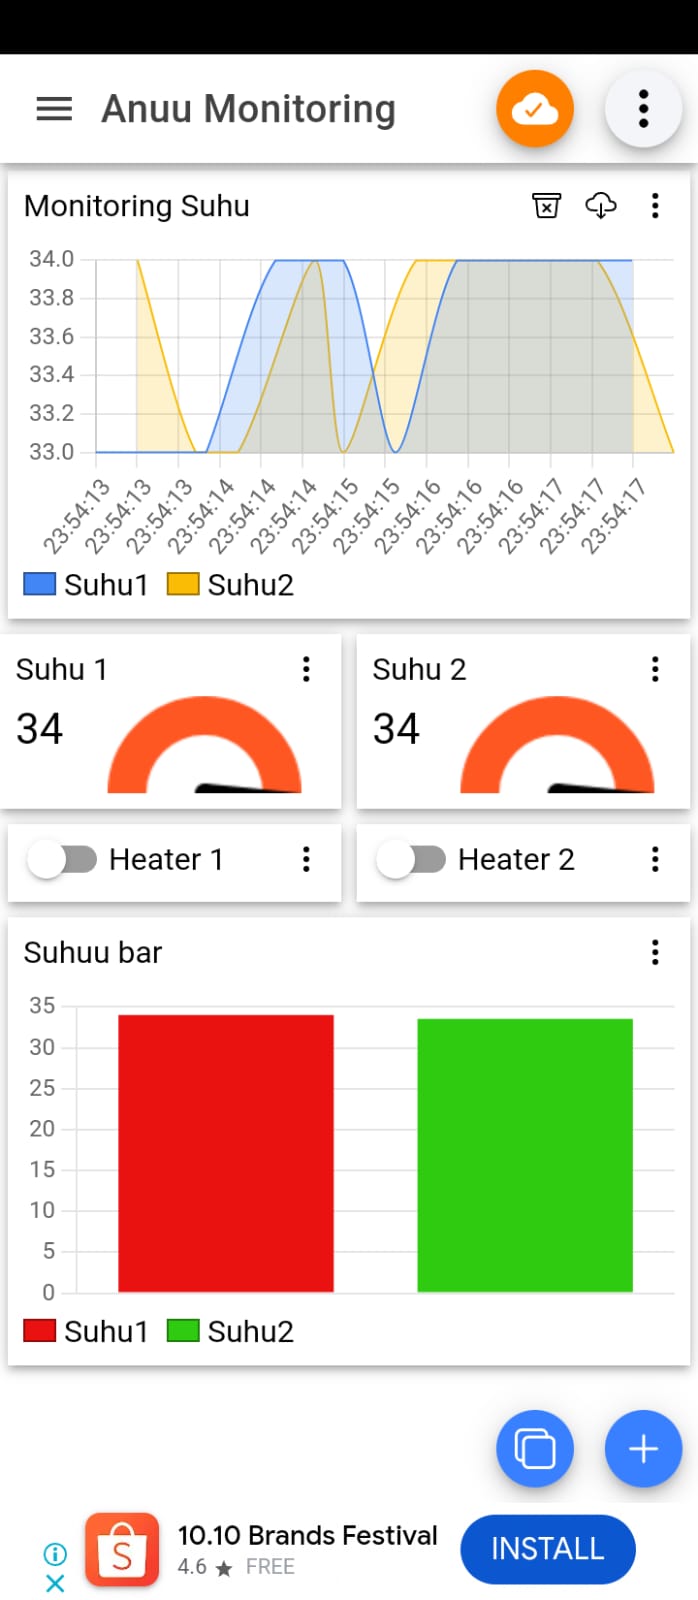 Anuu Monitoring
Monitoring Suhu
34.0
33.8
33.6
33.4
33.2
33.0
23:54:13
23:54:13
23:54:13
23:54:14
23:54:14
23:54:14
23:54:15
23:54:15
23:54:16
23:54:16
23:54:16
23:54:17
23:54:17
23:54:17
Suhu1 Suhu2
Suhu 1
34
Suhu 2
34
Heater 1
Heater 2
Suhuu bar
35
30
25
20
15
10
5
0
Suhu1 Suhu2
10.10 Brands Festival
4.6 ★ FREE
INSTALL